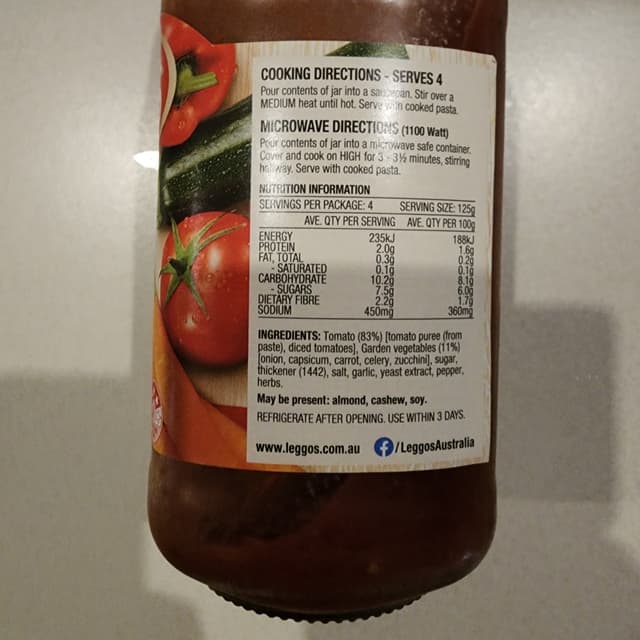 COOKING DIRECTIONS - SERVES 4
Pour contents of jar into a saucepan. Stir over a
MEDIUM heat until hot. Serve with cooked pasta.
MICROWAVE DIRECTIONS (1100 Watt)
Pour contents of jar into a microwave safe container.
Cover and cook on HIGH for 3 - 3½ minutes, stirring
halfway. Serve with cooked pasta.
NUTRITION INFORMATION
SERVINGS PER PACKAGE: 4 SERVING SIZE: 125g
AVE. QTY PER SERVING AVE. QTY PER 100g
ENERGY 235kJ 188kJ
PROTEIN 2.0g 1.6g
FAT, TOTAL 0.3g 0.2g
- SATURATED 0.1g 0.1g
CARBOHYDRATE 10.2g 8.1g
- SUGARS 7.5g 6.0g
DIETARY FIBRE 2.2g 1.7g
SODIUM 450mg 360mg
INGREDIENTS: Tomato (83%) [tomato puree (from
paste), diced tomatoes], Garden vegetables (11%)
[onion, capsicum, carrot, celery, zucchini], sugar,
thickener (1442), salt, garlic, yeast extract, pepper,
herbs.
May be present: almond, cashew, soy.
REFRIGERATE AFTER OPENING. USE WITHIN 3 DAYS.
www.leggos.com.au f /LeggosAustralia